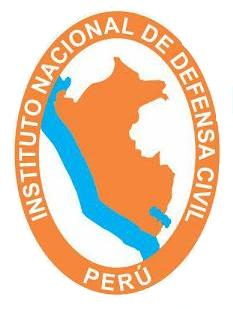 INSTITUTO NACIONAL DE DEFENSA CIVIL
PERÚ